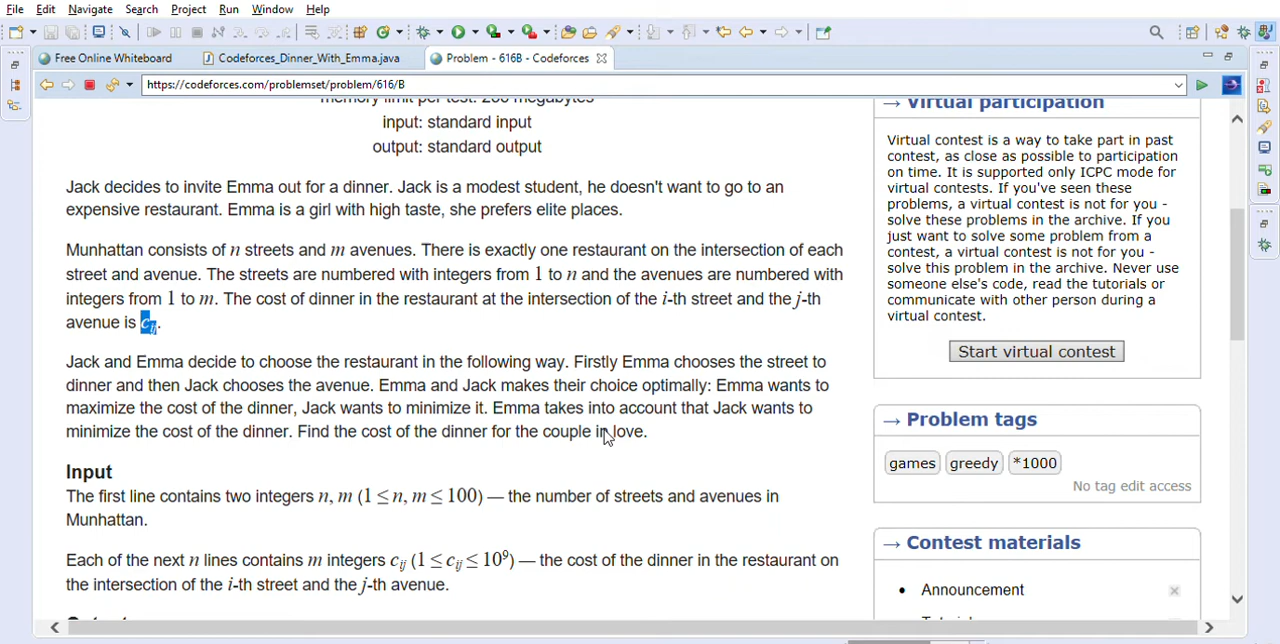 File Edit Navigate Search Project Run Window Help
Free Online Whiteboard Codeforces_Dinner_With_Emma.java Problem - 616B - Codeforces
https://codeforces.com/problemset/problem/616/B
memory limit per test: 256 megabytes
input: standard input
output: standard output
Jack decides to invite Emma out for a dinner. Jack is a modest student, he doesn't want to go to an
expensive restaurant. Emma is a girl with high taste, she prefers elite places.
Munhattan consists of n streets and m avenues. There is exactly one restaurant on the intersection of each
street and avenue. The streets are numbered with integers from 1 to n and the avenues are numbered with
integers from 1 to m. The cost of dinner in the restaurant at the intersection of the i-th street and the j-th
avenue is cij.
Jack and Emma decide to choose the restaurant in the following way. Firstly Emma chooses the street to
dinner and then Jack chooses the avenue. Emma and Jack makes their choice optimally: Emma wants to
maximize the cost of the dinner, Jack wants to minimize it. Emma takes into account that Jack wants to
minimize the cost of the dinner. Find the cost of the dinner for the couple in love.
Input
The first line contains two integers n, m (1 ≤ n, m ≤ 100) — the number of streets and avenues in
Munhattan.
Each of the next n lines contains m integers cij (1 ≤ cij ≤ 10⁹) — the cost of the dinner in the restaurant on
the intersection of the i-th street and the j-th avenue.
→ Virtual participation
Virtual contest is a way to take part in past
contest, as close as possible to participation
on time. It is supported only ICPC mode for
virtual contests. If you've seen these
problems, a virtual contest is not for you -
solve these problems in the archive. If you
just want to solve some problem from a
contest, a virtual contest is not for you -
solve this problem in the archive. Never use
someone else's code, read the tutorials or
communicate with other person during a
virtual contest.
Start virtual contest
→ Problem tags
games greedy *1000
No tag edit access
→ Contest materials
• Announcement